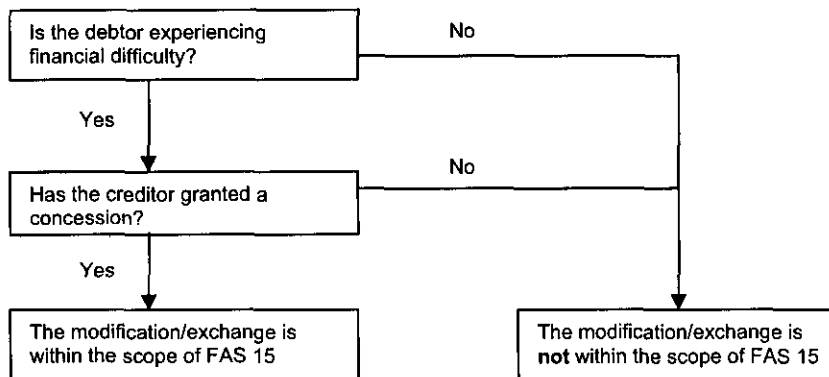 Is the debtor experiencing
financial difficulty?
No
Yes
Has the creditor granted a
concession?
No
Yes
The modification/exchange is
within the scope of FAS 15
The modification/exchange is
not within the scope of FAS 15